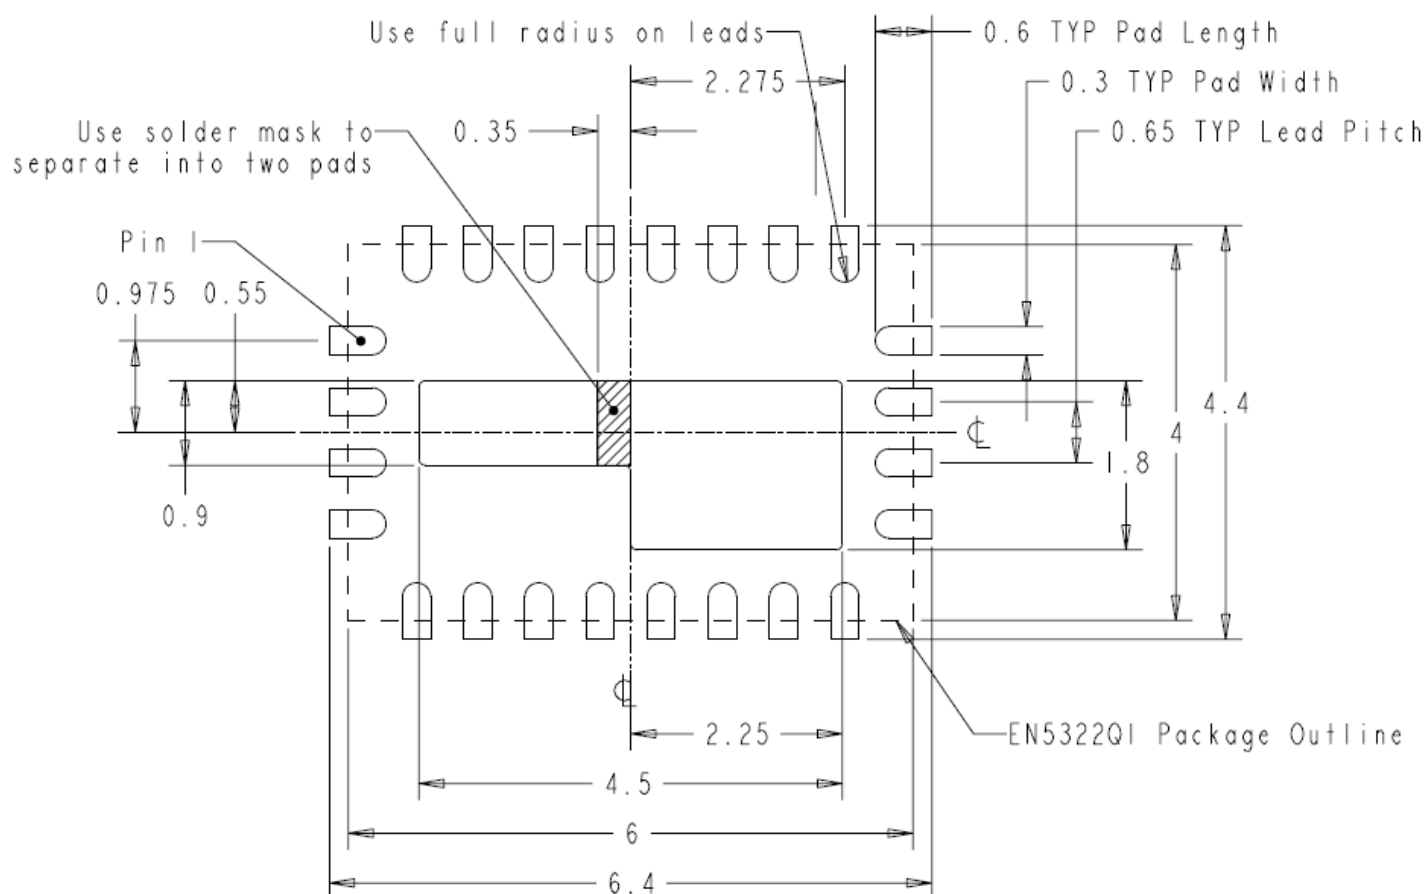 Use full radius on leads
0.6 TYP Pad Length
2.275
0.3 TYP Pad Width
Use solder mask to
separate into two pads
0.35
0.65 TYP Lead Pitch
Pin 1
0.975
0.55
4.4
4
1.8
0.9
2.25
EN5322QI Package Outline
4.5
6
6.4